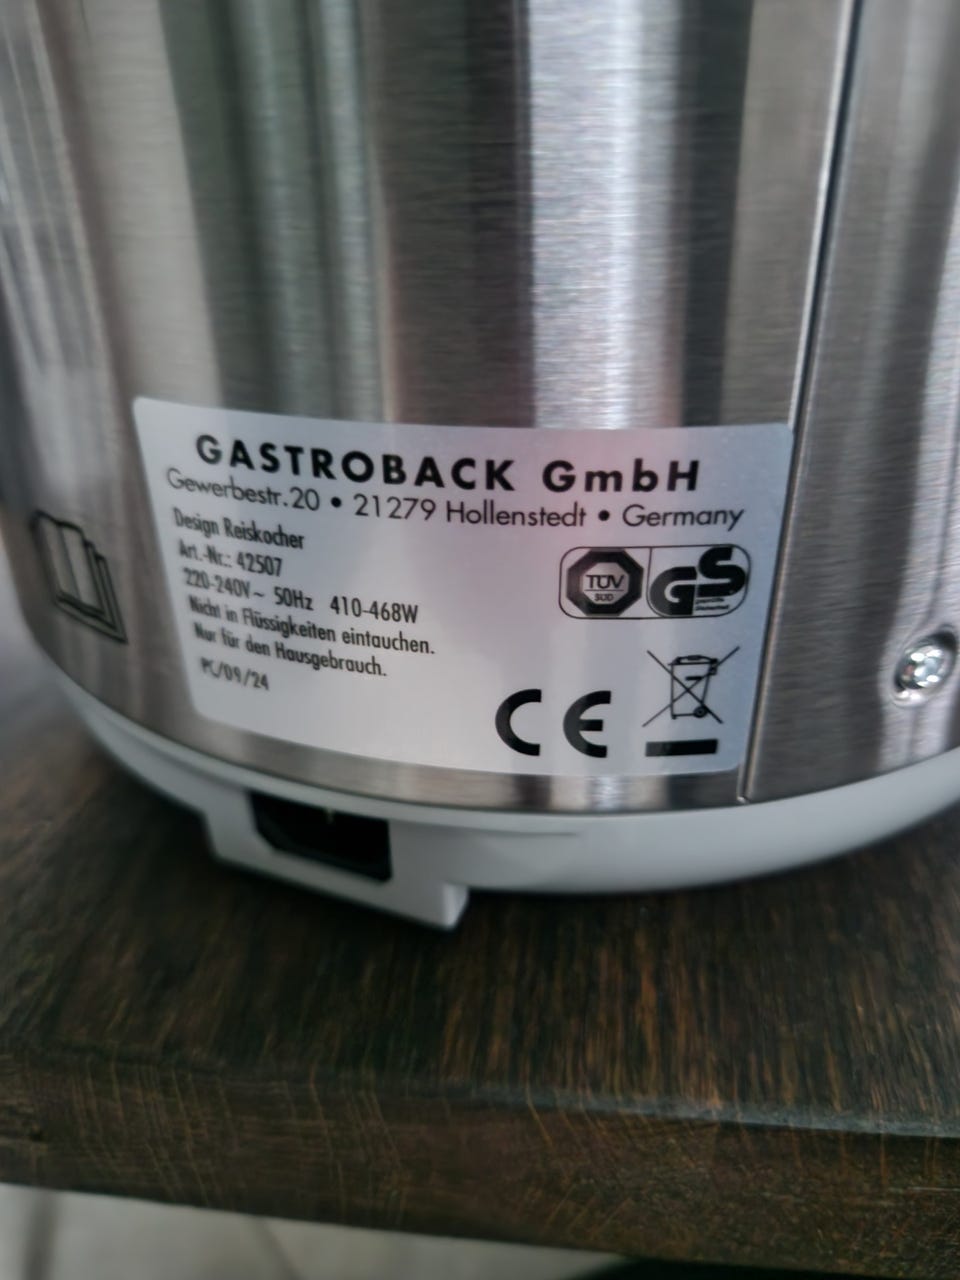 GASTROBACK GmbH
Gewerbestr.20 • 21279 Hollenstedt • Germany
Design Reiskocher
Art.-Nr.: 42507
220-240V~ 50Hz 410-468W
Nicht in Flüssigkeiten eintauchen.
Nur für den Hausgebrauch.
PC/09/24
TÜV
SÜD
GS
CE